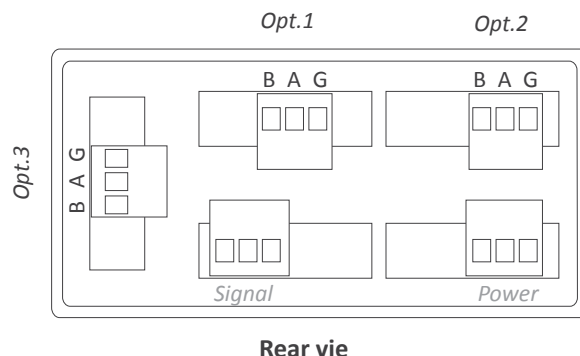 Opt.1
Opt.2
B A G
B A G
Opt.3
B A G
Signal
Power
Rear vie